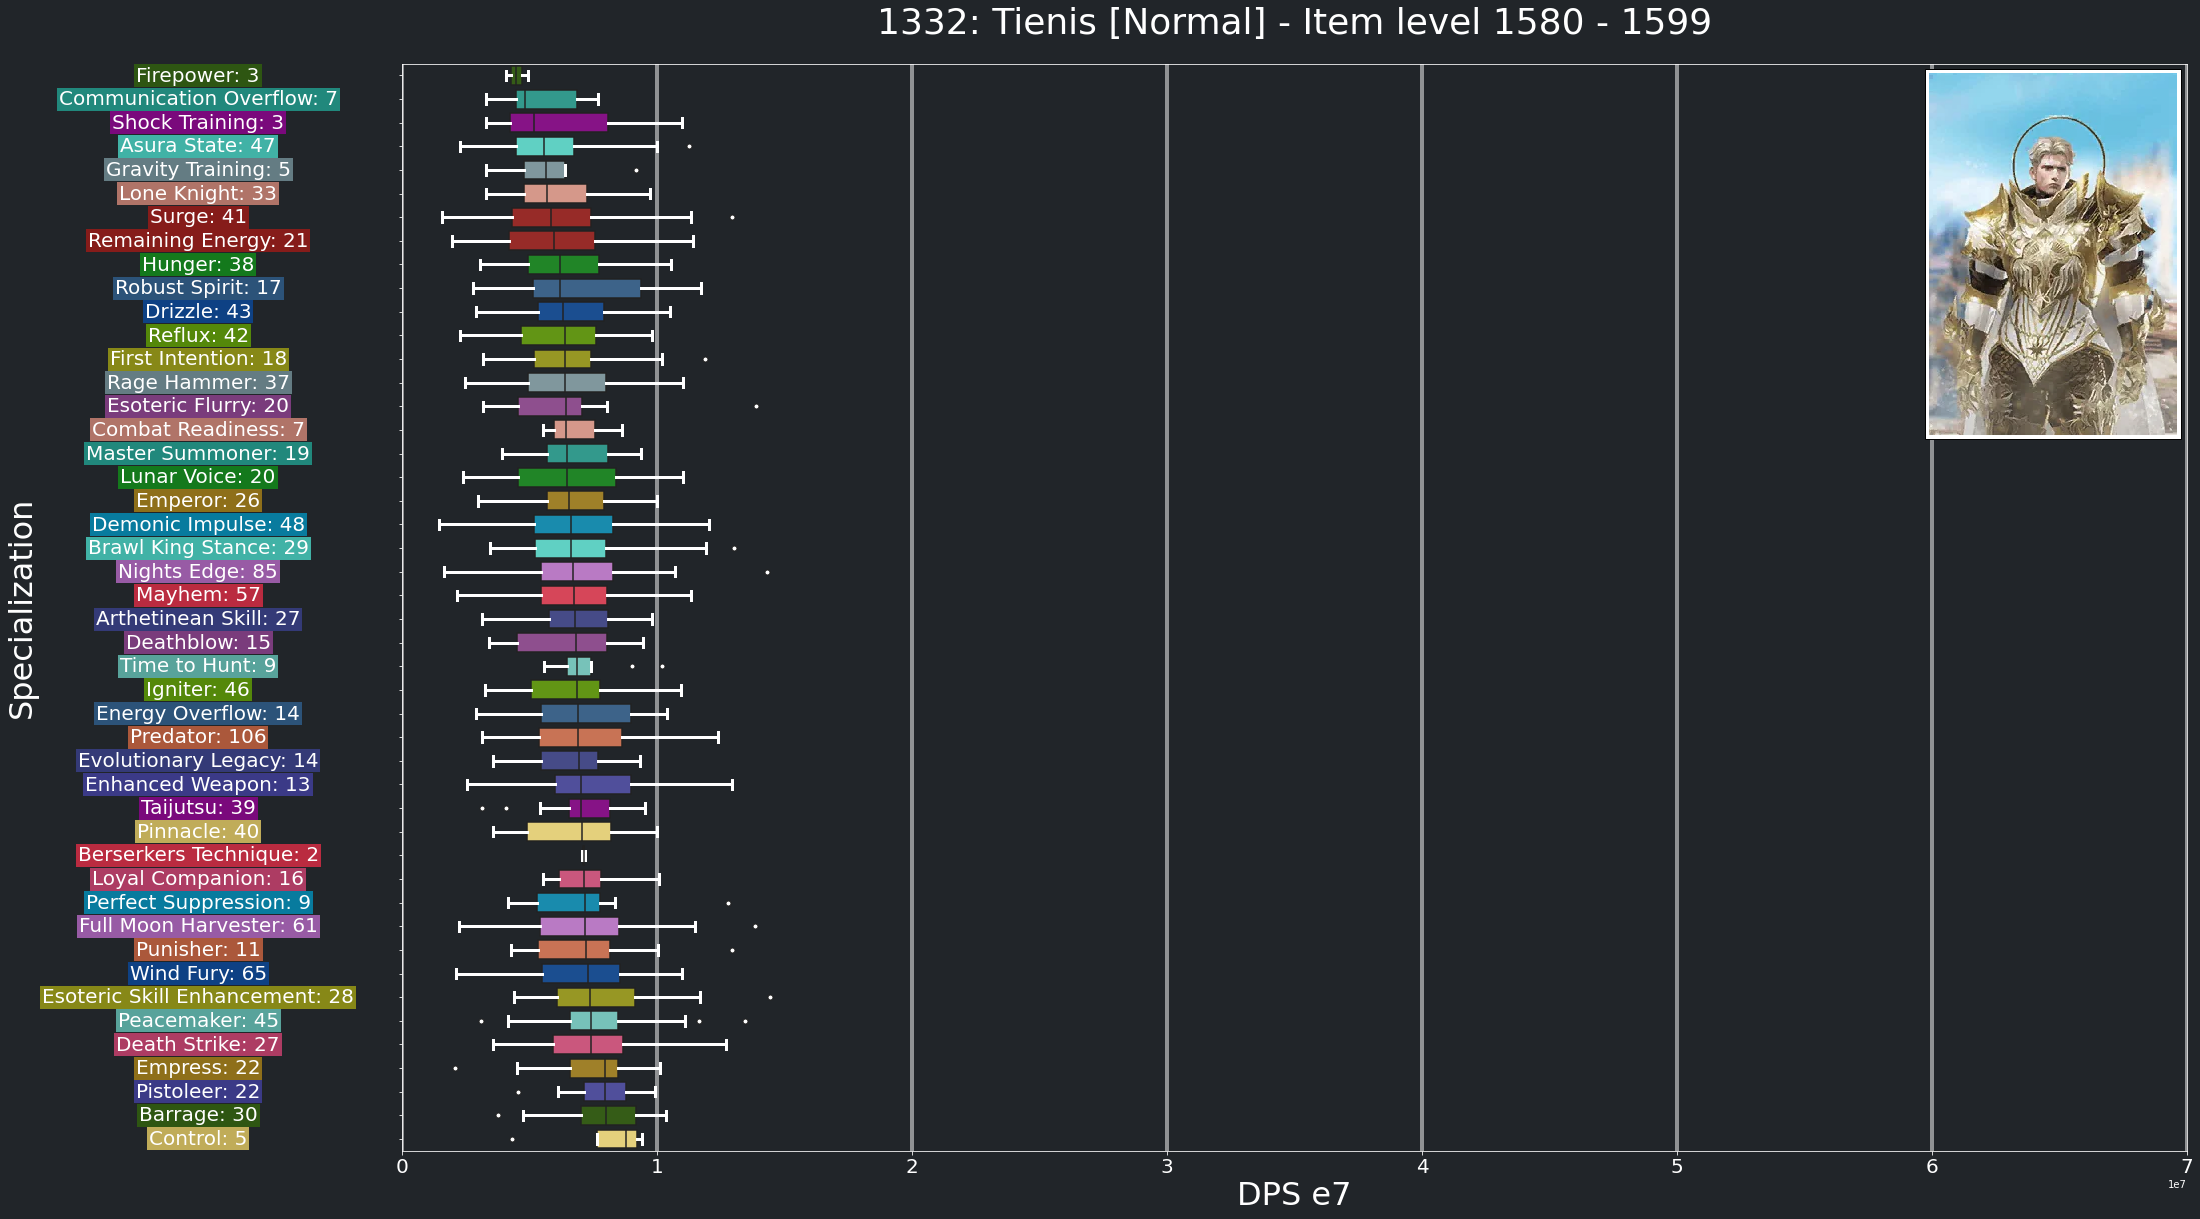 1332: Tienis [Normal] - Item level 1580 - 1599
Specialization
Firepower: 3
Communication Overflow: 7
Shock Training: 3
Asura State: 47
Gravity Training: 5
Lone Knight: 33
Surge: 41
Remaining Energy: 21
Hunger: 38
Robust Spirit: 17
Drizzle: 43
Reflux: 42
First Intention: 18
Rage Hammer: 37
Esoteric Flurry: 20
Combat Readiness: 7
Master Summoner: 19
Lunar Voice: 20
Emperor: 26
Demonic Impulse: 48
Brawl King Stance: 29
Nights Edge: 85
Mayhem: 57
Arthetinean Skill: 27
Deathblow: 15
Time to Hunt: 9
Igniter: 46
Energy Overflow: 14
Predator: 106
Evolutionary Legacy: 14
Enhanced Weapon: 13
Taijutsu: 39
Pinnacle: 40
Berserkers Technique: 2
Loyal Companion: 16
Perfect Suppression: 9
Full Moon Harvester: 61
Punisher: 11
Wind Fury: 65
Esoteric Skill Enhancement: 28
Peacemaker: 45
Death Strike: 27
Empress: 22
Pistoleer: 22
Barrage: 30
Control: 5
0 1 2 3 4 5 6 7
1e7
DPS e7